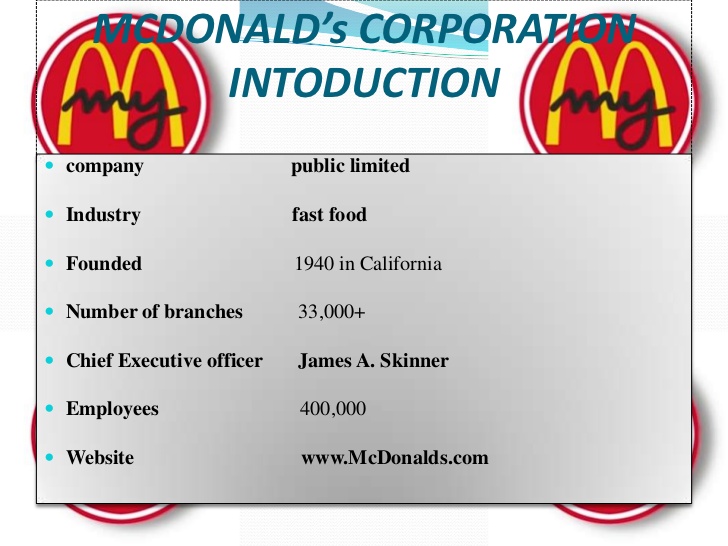 MCDONALD's CORPORATION
INTODUCTION
my
my
• company public limited
• Industry fast food
• Founded 1940 in California
• Number of branches 33,000+
• Chief Executive officer James A. Skinner
• Employees 400,000
• Website www.McDonalds.com